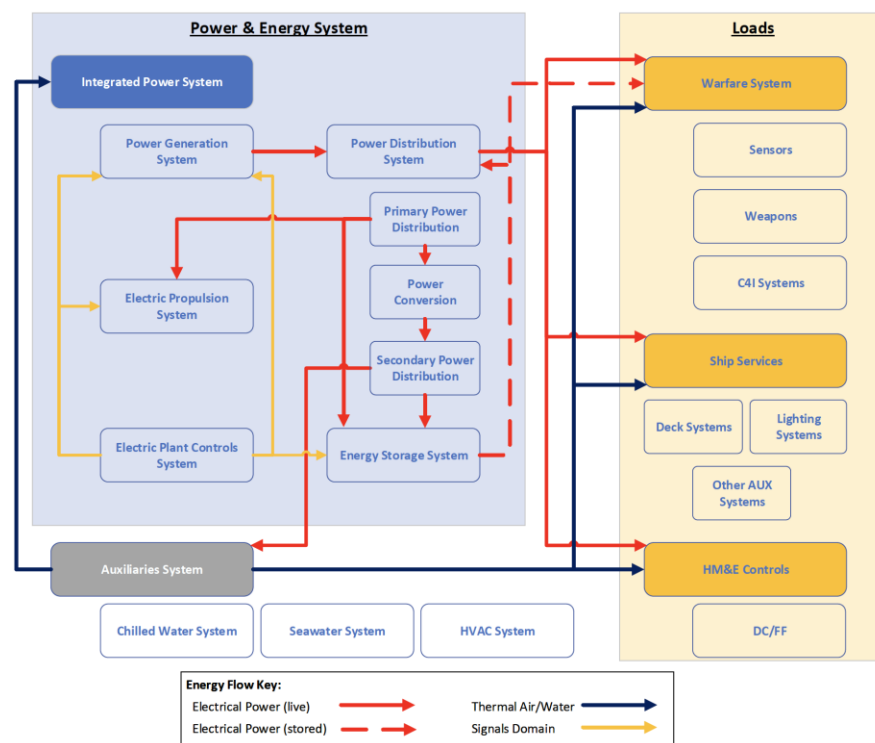 Power & Energy System
Loads
Integrated Power System
Warfare System
Power Generation
System
Power Distribution
System
Sensors
Primary Power
Distribution
Weapons
Electric Propulsion
System
Power
Conversion
C4I Systems
Secondary Power
Distribution
Ship Services
Deck Systems
Lighting
Systems
Electric Plant Controls
System
Energy Storage System
Other AUX
Systems
Auxiliaries System
HM&E Controls
Chilled Water System
Seawater System
HVAC System
DC/FF
Energy Flow Key:
Electrical Power (live)
Thermal Air/Water
Electrical Power (stored)
Signals Domain